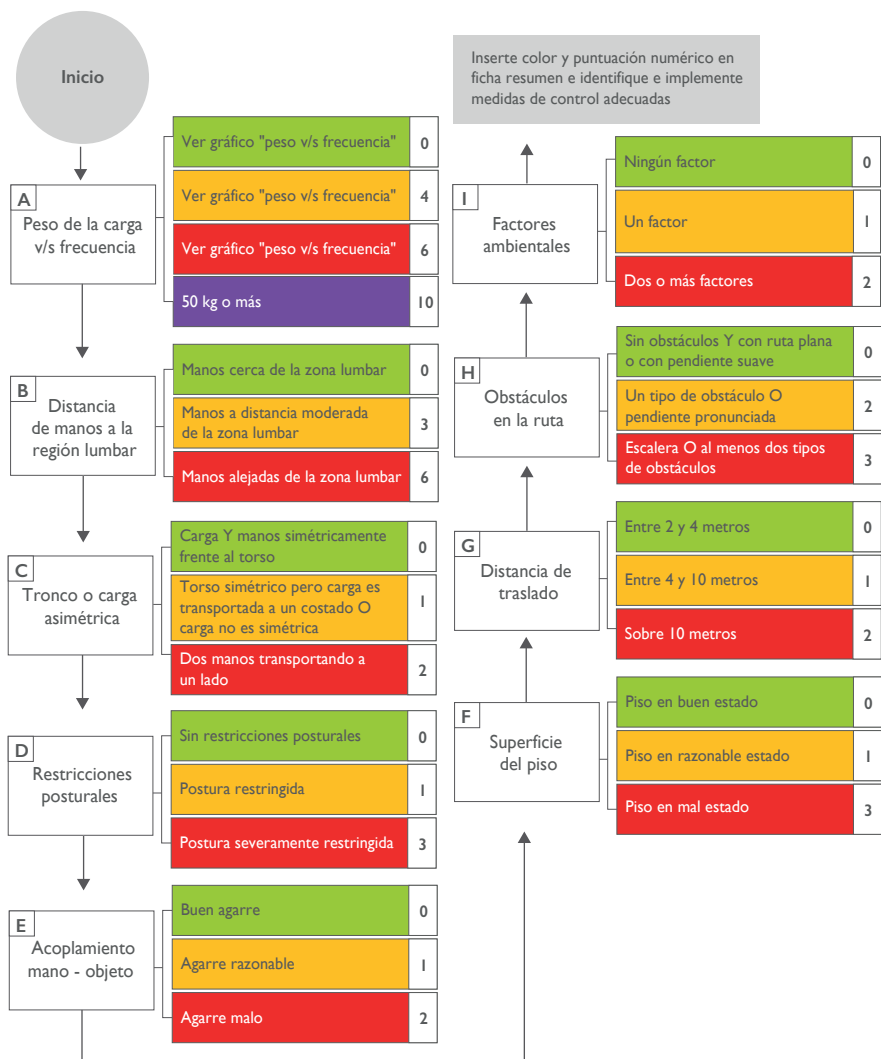 Inicio
A
Peso de la carga
v/s frecuencia
Ver gráfico "peso v/s frecuencia"
0
Ver gráfico "peso v/s frecuencia"
4
Ver gráfico "peso v/s frecuencia"
6
50 kg o más
10
B
Distancia
de manos a la
región lumbar
Manos cerca de la zona lumbar
0
Manos a distancia moderada
de la zona lumbar
3
Manos alejadas de la zona lumbar
6
C
Tronco o carga
asimétrica
Carga Y manos simétricamente
frente al torso
0
Torso simétrico pero carga es
transportada a un costado O
carga no es simétrica
1
Dos manos transportando a
un lado
2
D
Restricciones
posturales
Sin restricciones posturales
0
Postura restringida
1
Postura severamente restringida
3
E
Acoplamiento
mano - objeto
Buen agarre
0
Agarre razonable
1
Agarre malo
2
F
Superficie
del piso
Piso en buen estado
0
Piso en razonable estado
1
Piso en mal estado
3
G
Distancia de
traslado
Entre 2 y 4 metros
0
Entre 4 y 10 metros
1
Sobre 10 metros
2
H
Obstáculos
en la ruta
Sin obstáculos Y con ruta plana
o con pendiente suave
0
Un tipo de obstáculo O
pendiente pronunciada
2
Escalera O al menos dos tipos
de obstáculos
3
I
Factores
ambientales
Ningún factor
0
Un factor
1
Dos o más factores
2
Inserte color y puntuación numérico en
ficha resumen e identifique e implemente
medidas de control adecuadas